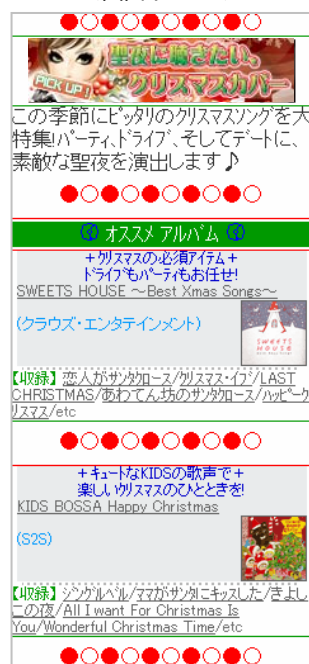 ●○●○●○●○●○
聖夜に聴きたい、
PICK UP!
クリスマスカバー
この季節にﾋﾟｯﾀﾘのｸﾘｽﾏｽｿﾝｸﾞを大
特集!ﾊﾟｰﾃｨ､ﾄﾞﾗｲﾌﾞ､そしてﾃﾞｰﾄに、
素敵な聖夜を演出します♪
●○●○●○●○●○
オススメ アルバム
+ｸﾘｽﾏｽの必須ｱｲﾃﾑ+
ﾄﾞﾗｲﾌﾞもﾊﾟｰﾃｨもお任せ!
SWEETS HOUSE ～Best Xmas Songs～
(クラウズ・エンタテインメント)
SWEETS
HOUSE
【収録】恋人がｻﾝﾀｸﾛｰｽ/ｸﾘｽﾏｽ･ｲﾌﾞ/LAST
CHRISTMAS/あわてん坊のｻﾝﾀｸﾛｰｽ/ﾊｯﾋﾟｰｸ
ﾘｽﾏｽ/etc
●○●○●○●○●○
+ｷｭｰﾄなKIDSの歌声で+
楽しいｸﾘｽﾏｽのひとときを!
KIDS BOSSA Happy Christmas
(S2S)
【収録】ｼﾞﾝｸﾞﾙﾍﾞﾙ/ﾏﾏがｻﾝﾀにｷｯｽした/きよし
この夜/All I want For Christmas Is
You/Wonderful Christmas Time/etc
●○●○●○●○●○